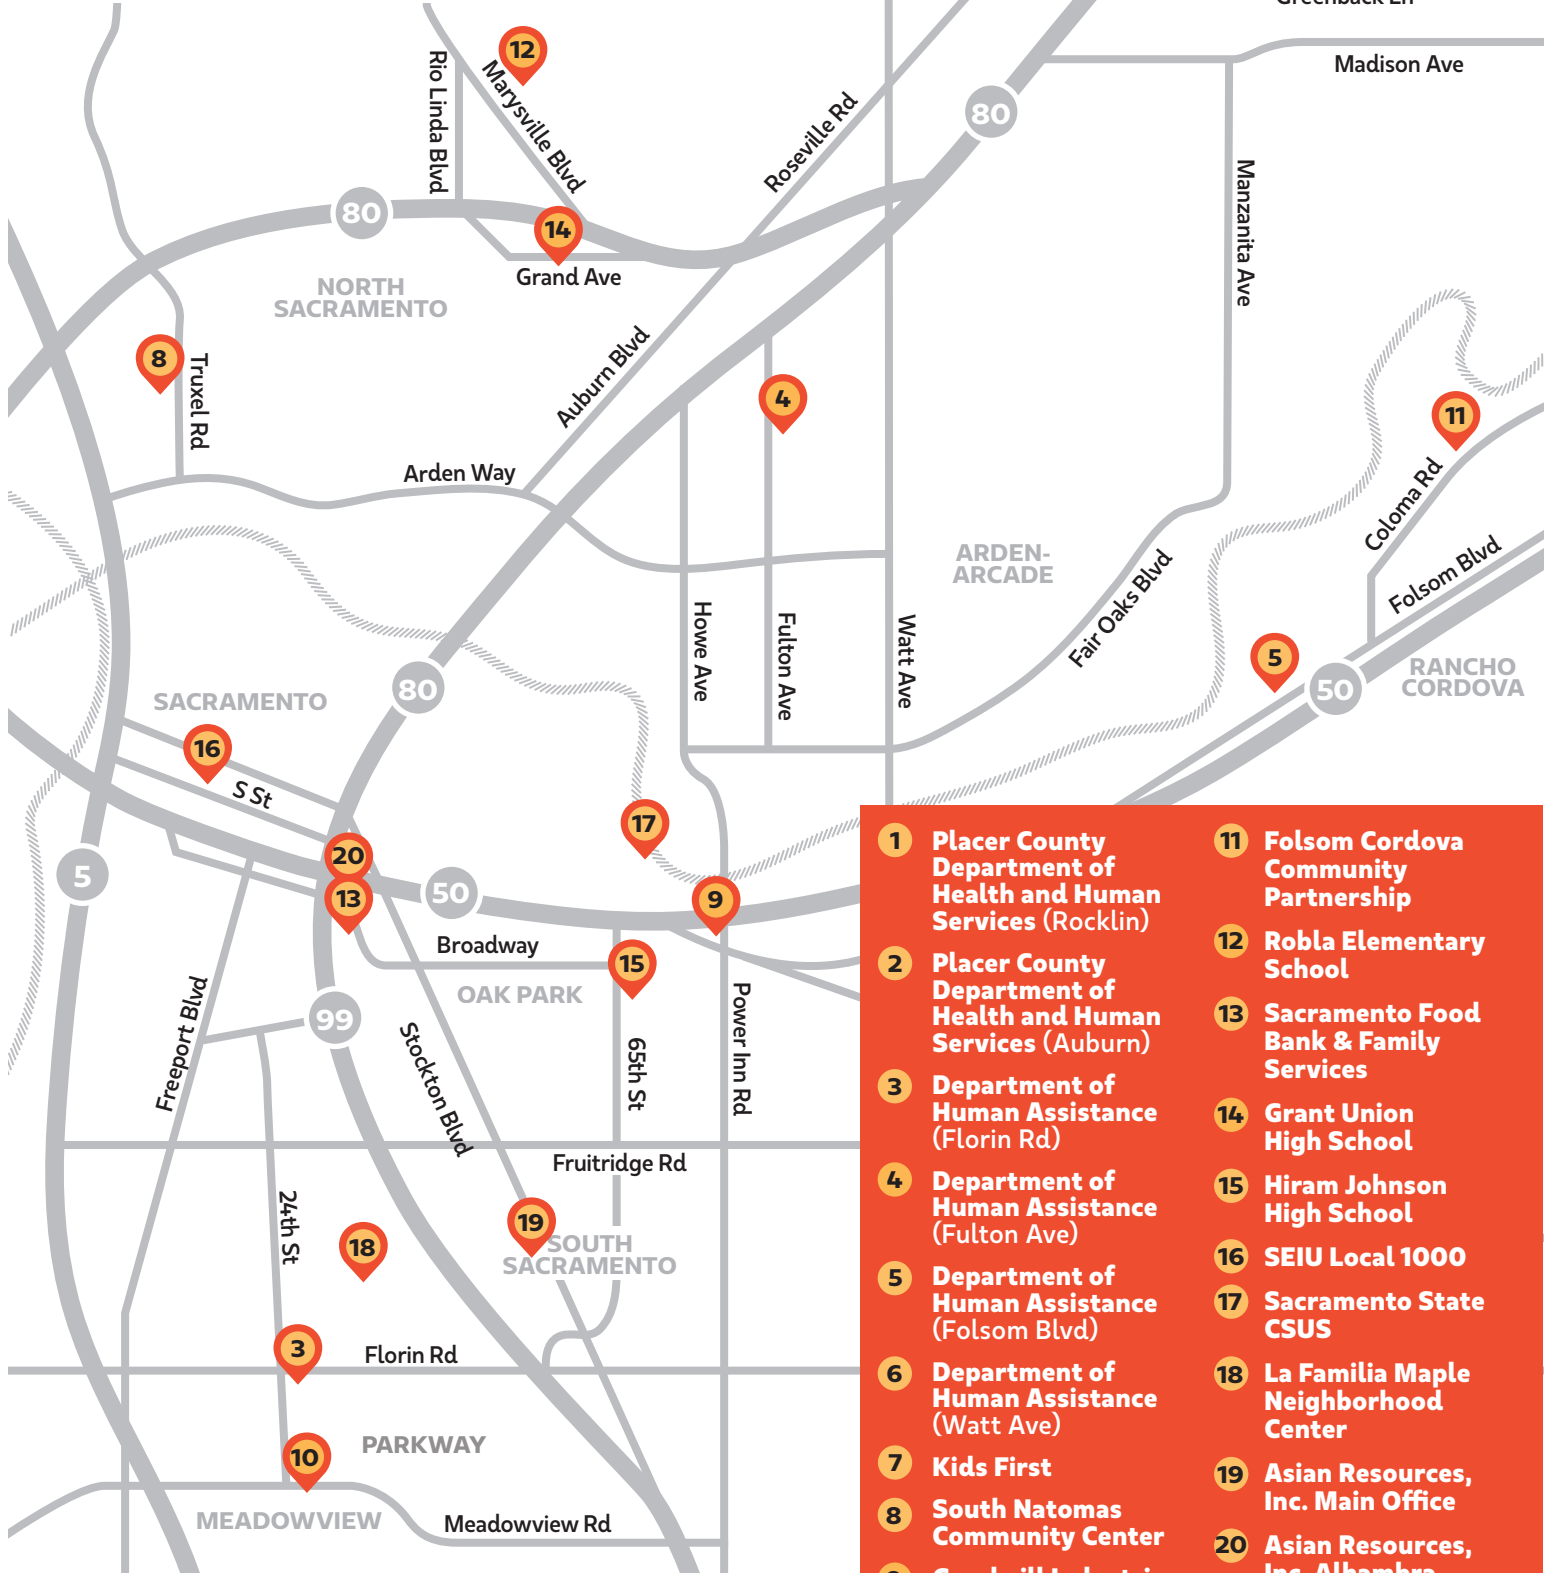 Greenback Ln
Madison Ave
12
Rio Linda Blvd
Marysville Blvd
Roseville Rd
80
Manzanita Ave
80
14
Grand Ave
NORTH
SACRAMENTO
8
Truxel Rd
Auburn Blvd
4
11
Arden Way
Coloma Rd
Folsom Blvd
ARDEN-
ARCADE
Fair Oaks Blvd
Howe Ave
Fulton Ave
Watt Ave
5
50
RANCHO
CORDOVA
80
SACRAMENTO
16
S St
17
20
5
50
13
9
Broadway
15
OAK PARK
Freeport Blvd
99
Stockton Blvd
65th St
Power Inn Rd
Fruitridge Rd
24th St
18
19
SOUTH
SACRAMENTO
3
Florin Rd
PARKWAY
10
MEADOWVIEW
Meadowview Rd
1
Placer County
Department of
Health and Human
Services (Rocklin)
2
Placer County
Department of
Health and Human
Services (Auburn)
3
Department of
Human Assistance
(Florin Rd)
4
Department of
Human Assistance
(Fulton Ave)
5
Department of
Human Assistance
(Folsom Blvd)
6
Department of
Human Assistance
(Watt Ave)
7
Kids First
8
South Natomas
Community Center
11
Folsom Cordova
Community
Partnership
12
Robla Elementary
School
13
Sacramento Food
Bank & Family
Services
14
Grant Union
High School
15
Hiram Johnson
High School
16
SEIU Local 1000
17
Sacramento State
CSUS
18
La Familia Maple
Neighborhood
Center
19
Asian Resources,
Inc. Main Office
20
Asian Resources,
Inc. Alhambra